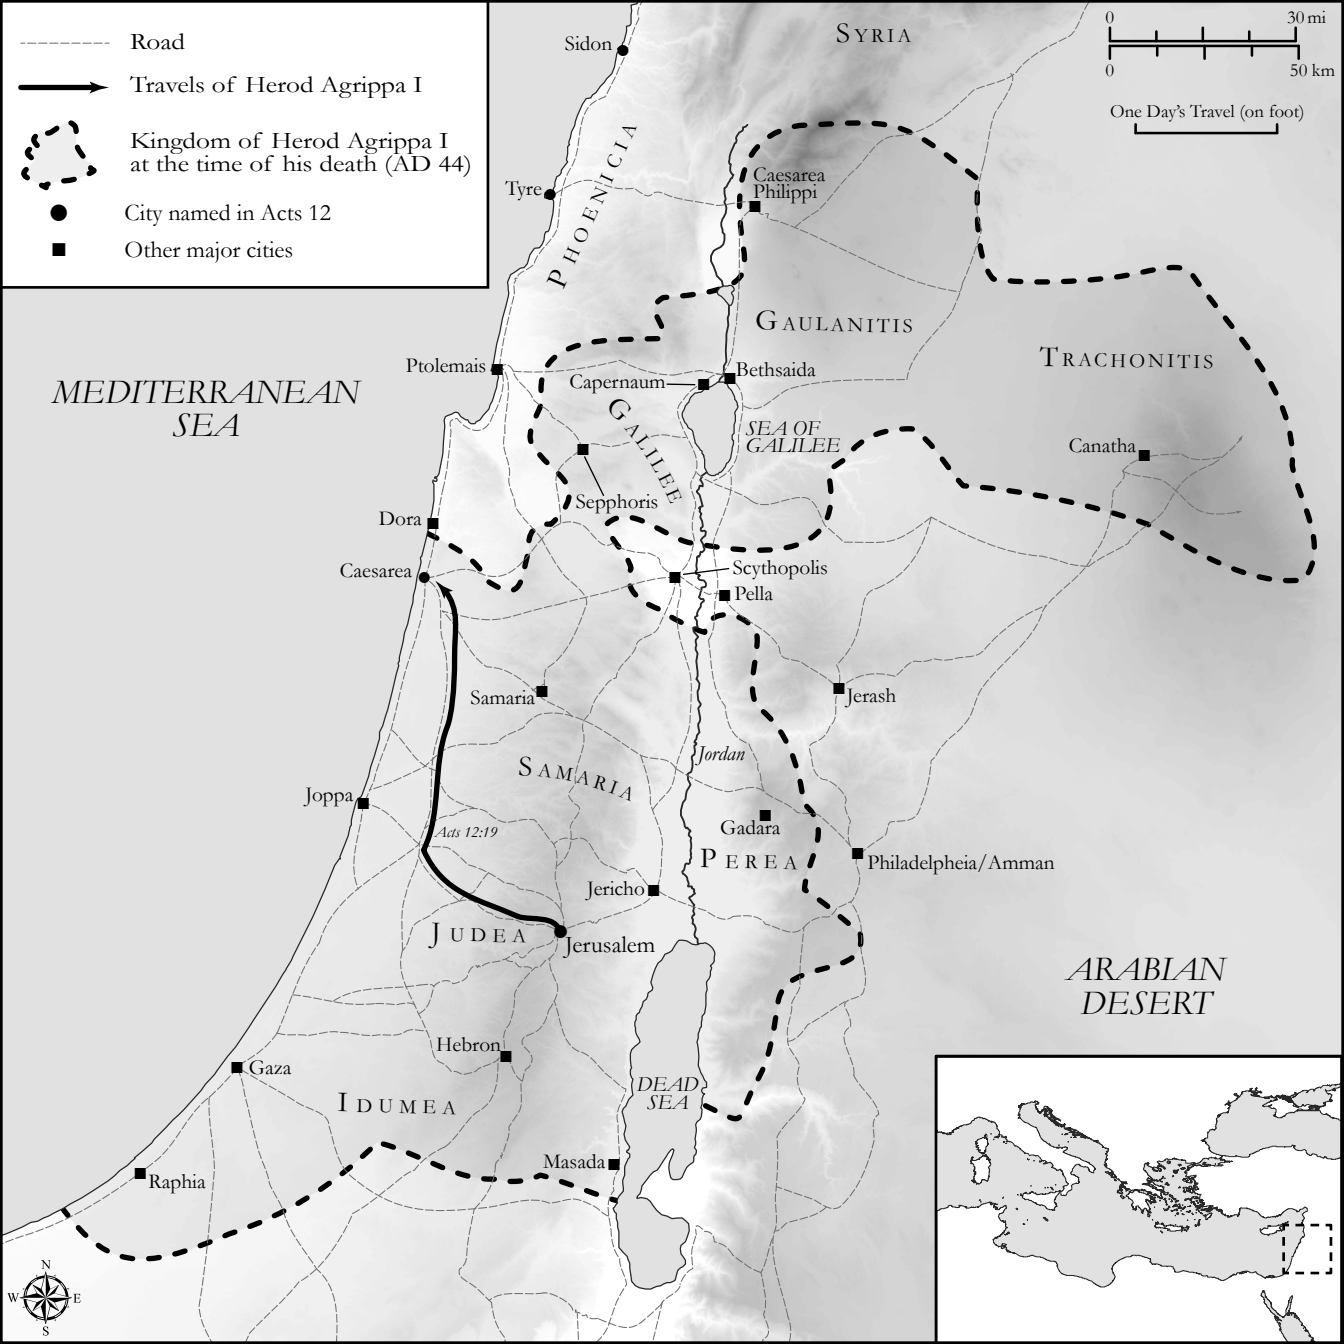 Road
Travels of Herod Agrippa I
Kingdom of Herod Agrippa I
at the time of his death (AD 44)
City named in Acts 12
Other major cities
0 30 mi
0 50 km
One Day's Travel (on foot)
Sidon
SYRIA
PHOENICIA
Tyre
Caesarea
Philippi
GAULANITIS
TRACHONITIS
Ptolemais
Capernaum
Bethsaida
MEDITERRANEAN
SEA
GALILEE
SEA OF
GALILEE
Canatha
Sepphoris
Dora
Caesarea
Scythopolis
Pella
Samaria
Jerash
Jordan
SAMARIA
Joppa
Acts 12:19
Gadara
PEREA
Philadelpheia/Amman
Jericho
JUDEA
Jerusalem
ARABIAN
DESERT
Hebron
Gaza
IDUMEA
DEAD
SEA
Masada
Raphia
N
W E
S